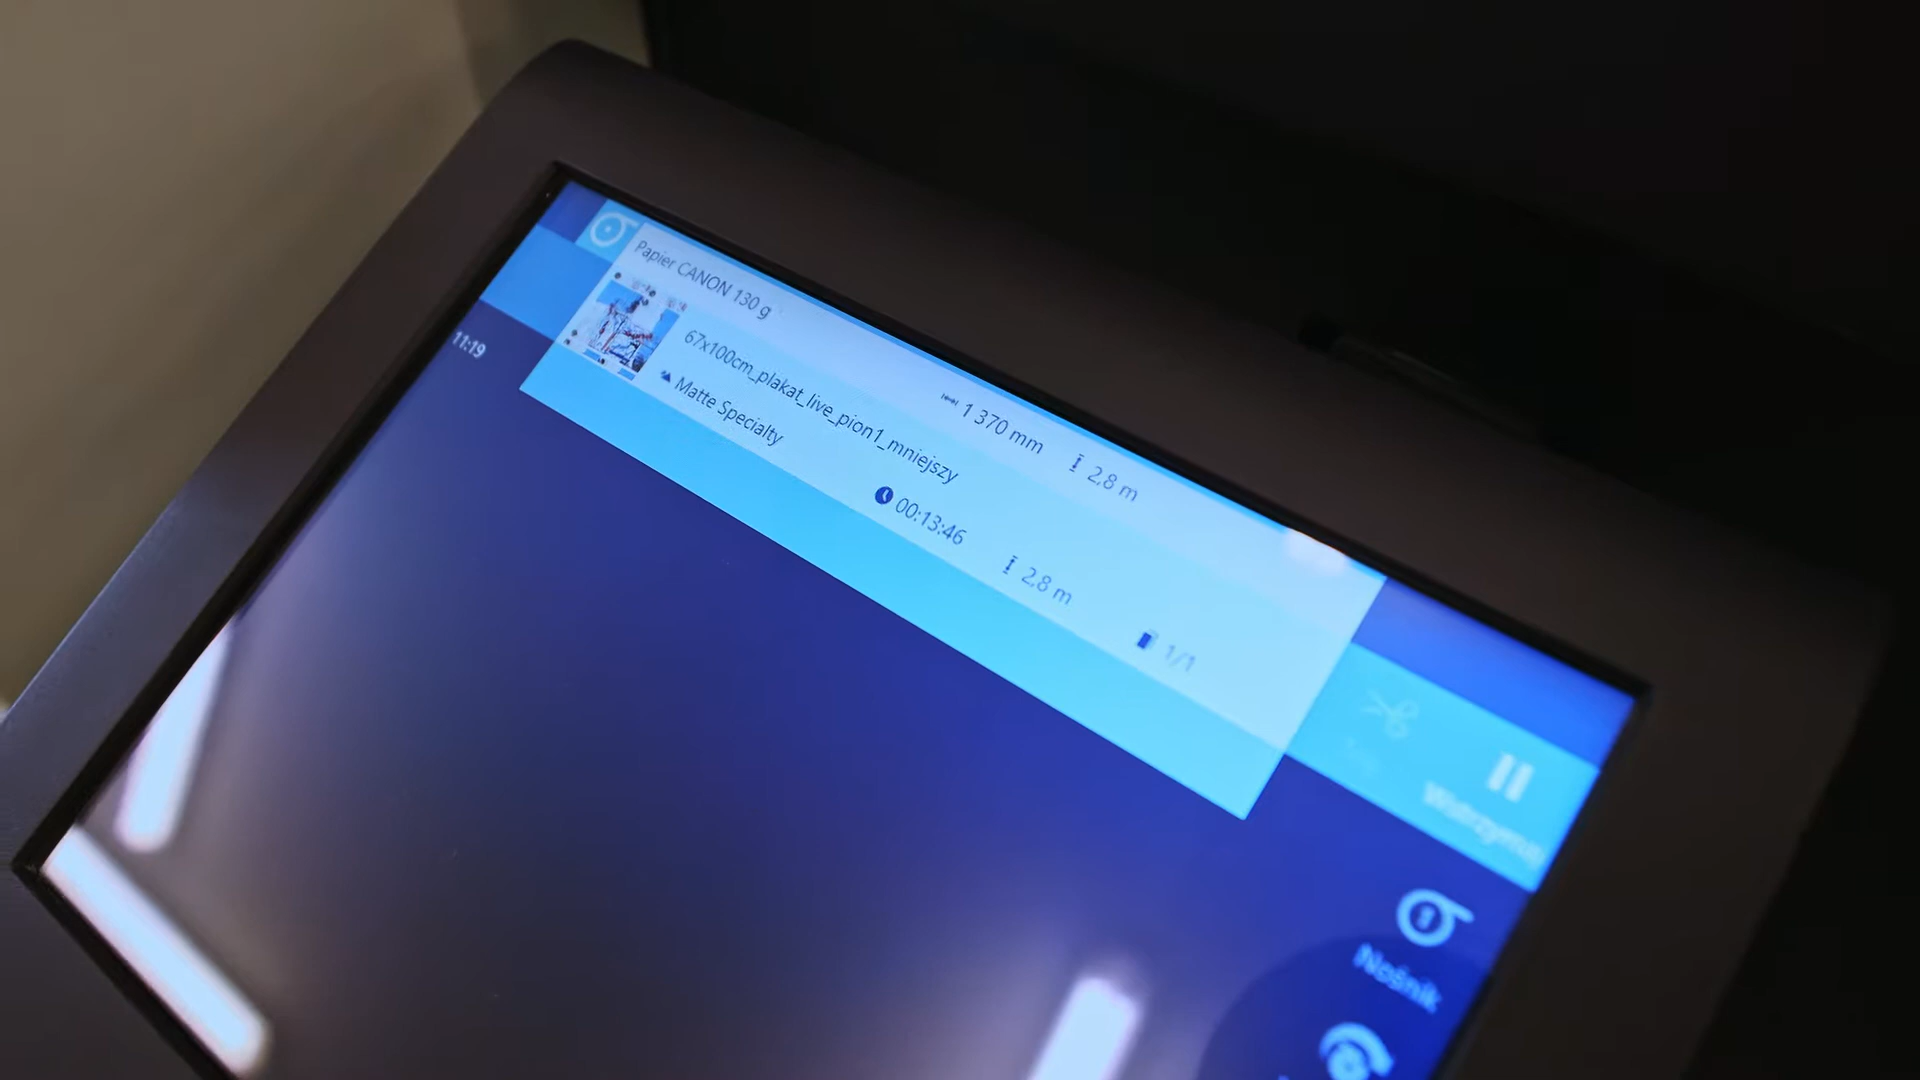 Papier CANON 130 g
1 370 mm
2,8 m
67x100cm_plakat_live_pion1_mniejszy
Matte Specialty
00:13:46
2,8 m
1/1
11:19
Nośnik